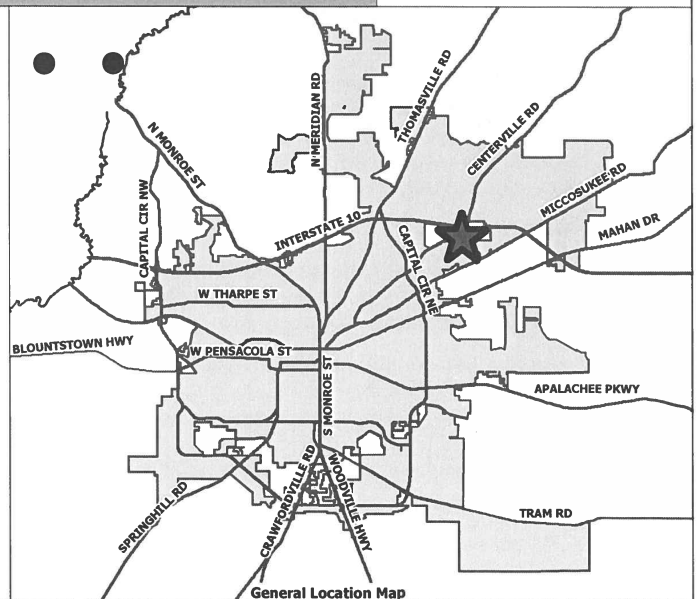 N MONROE ST
N MERIDIAN RD
THOMASVILLE RD
CENTERVILLE RD
MICCOSUKEE RD
CAPITAL CIR NW
INTERSTATE 10
CAPITAL CIR NE
MAHAN DR
W THARPE ST
BLOUNTSTOWN HWY
W PENSACOLA ST
S MONROE ST
APALACHEE PKWY
SPRINGHILL RD
CRAWFORDVILLE RD
WOODVILLE HWY
TRAM RD
General Location Map